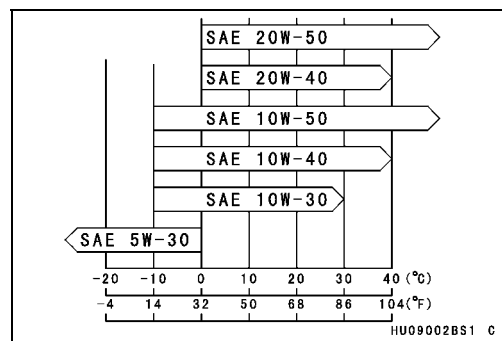 SAE 20W-50
SAE 20W-40
SAE 10W-50
SAE 10W-40
SAE 10W-30
SAE 5W-30
-20 -10 0 10 20 30 40 (°C)
-4 14 32 50 68 86 104 (°F)
HU09002BS1 C